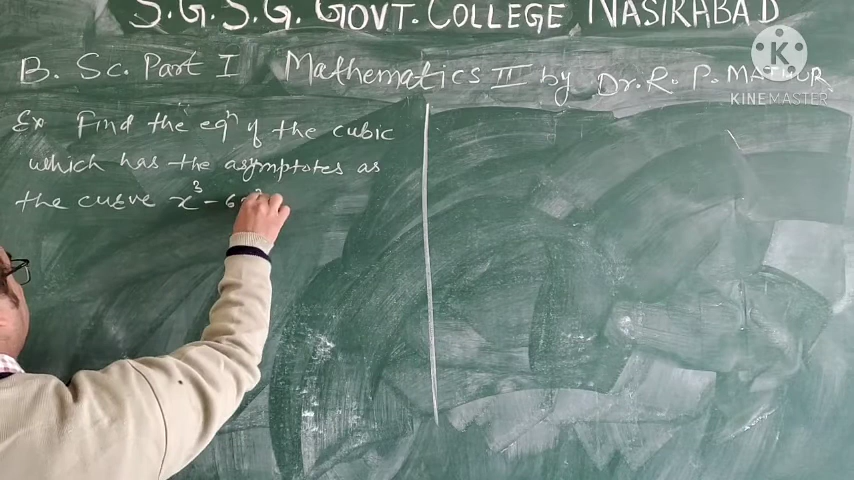 S.G.S.G. GOVT. COLLEGE NASIRABAD
B. Sc. Part I Mathematics II by Dr. R. P. MATHUR
K
KINEMASTER
Ex Find the eqⁿ of the cubic
which has the asymptotes as
the curve x³ - 6x²